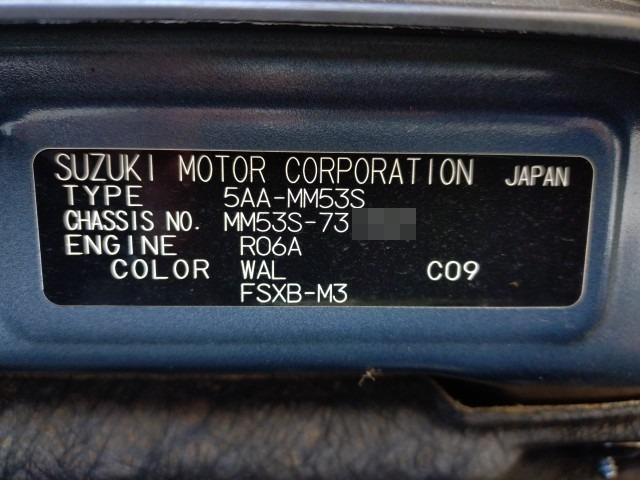 SUZUKI MOTOR CORPORATION JAPAN
TYPE 5AA-MM53S
CHASSIS NO. MM53S-73
ENGINE R06A
COLOR WAL C09
FSXB-M3